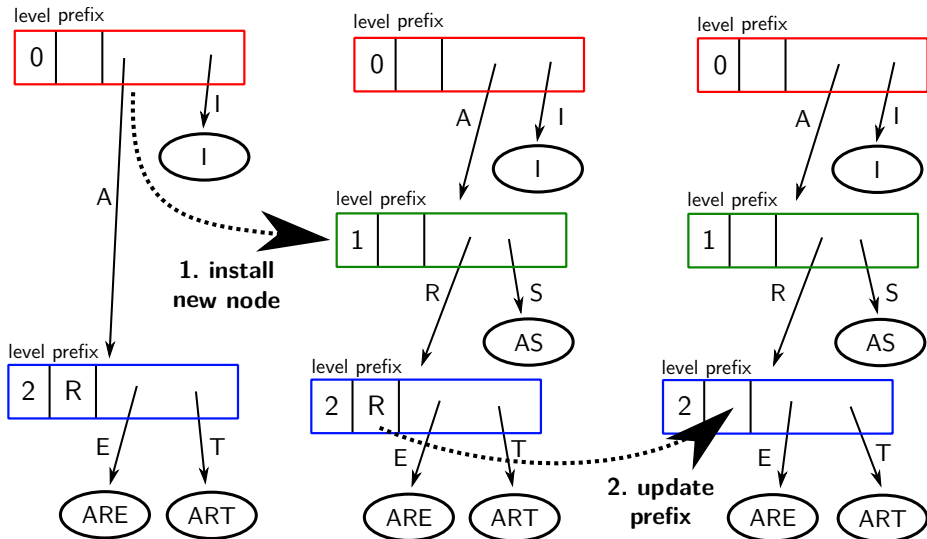 level prefix
0
I
I
A
level prefix
2 R
E T
ARE ART
1. install
new node
level prefix
0
A I
I
level prefix
1
R S
AS
level prefix
2 R
E T
ARE ART
2. update
prefix
level prefix
0
A I
I
level prefix
1
R S
AS
level prefix
2
E T
ARE ART